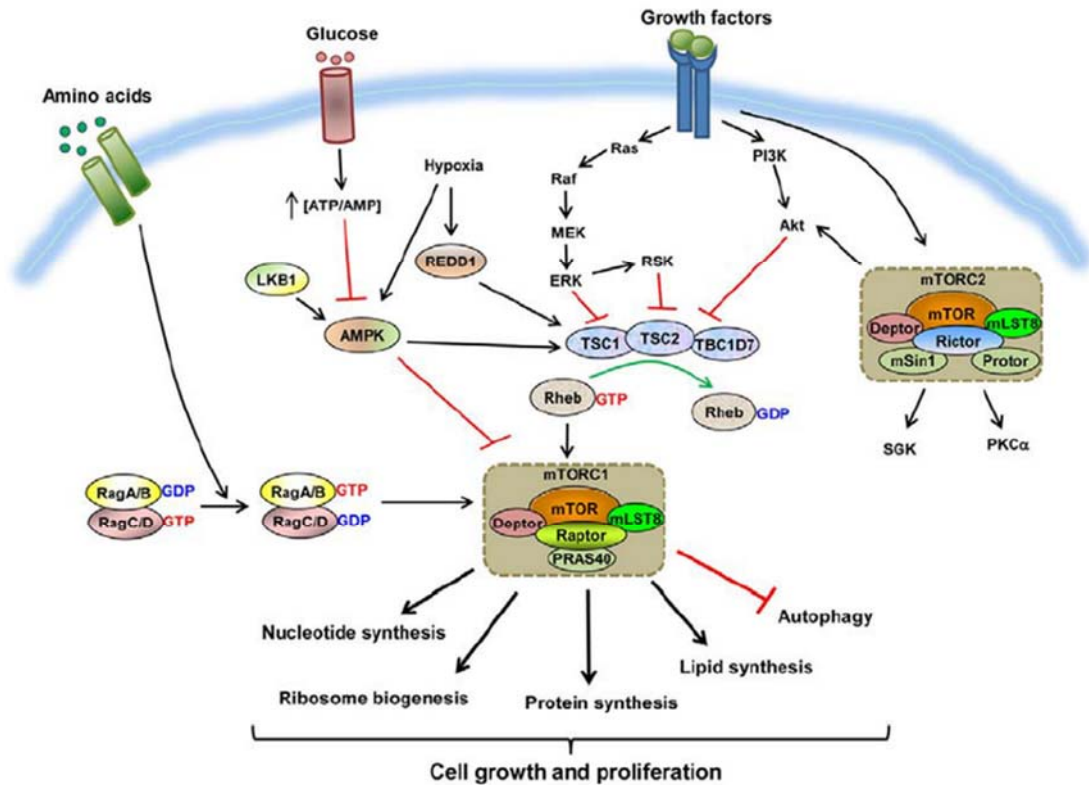 Growth factors
Glucose
Amino acids
Ras
PI3K
Hypoxia
Raf
[ATP/AMP]
Akt
MEK
REDD1
RSK
LKB1
ERK
mTORC2
mTOR
Deptor
mLST8
Rictor
mSin1
Protor
AMPK
TSC1
TSC2
TBC1D7
Rheb GTP
Rheb GDP
SGK
PKCα
mTORC1
RagA/B GDP
RagC/D GTP
RagA/B GTP
RagC/D GDP
mTOR
Deptor
mLST8
Raptor
PRAS40
Autophagy
Nucleotide synthesis
Lipid synthesis
Ribosome biogenesis
Protein synthesis
Cell growth and proliferation